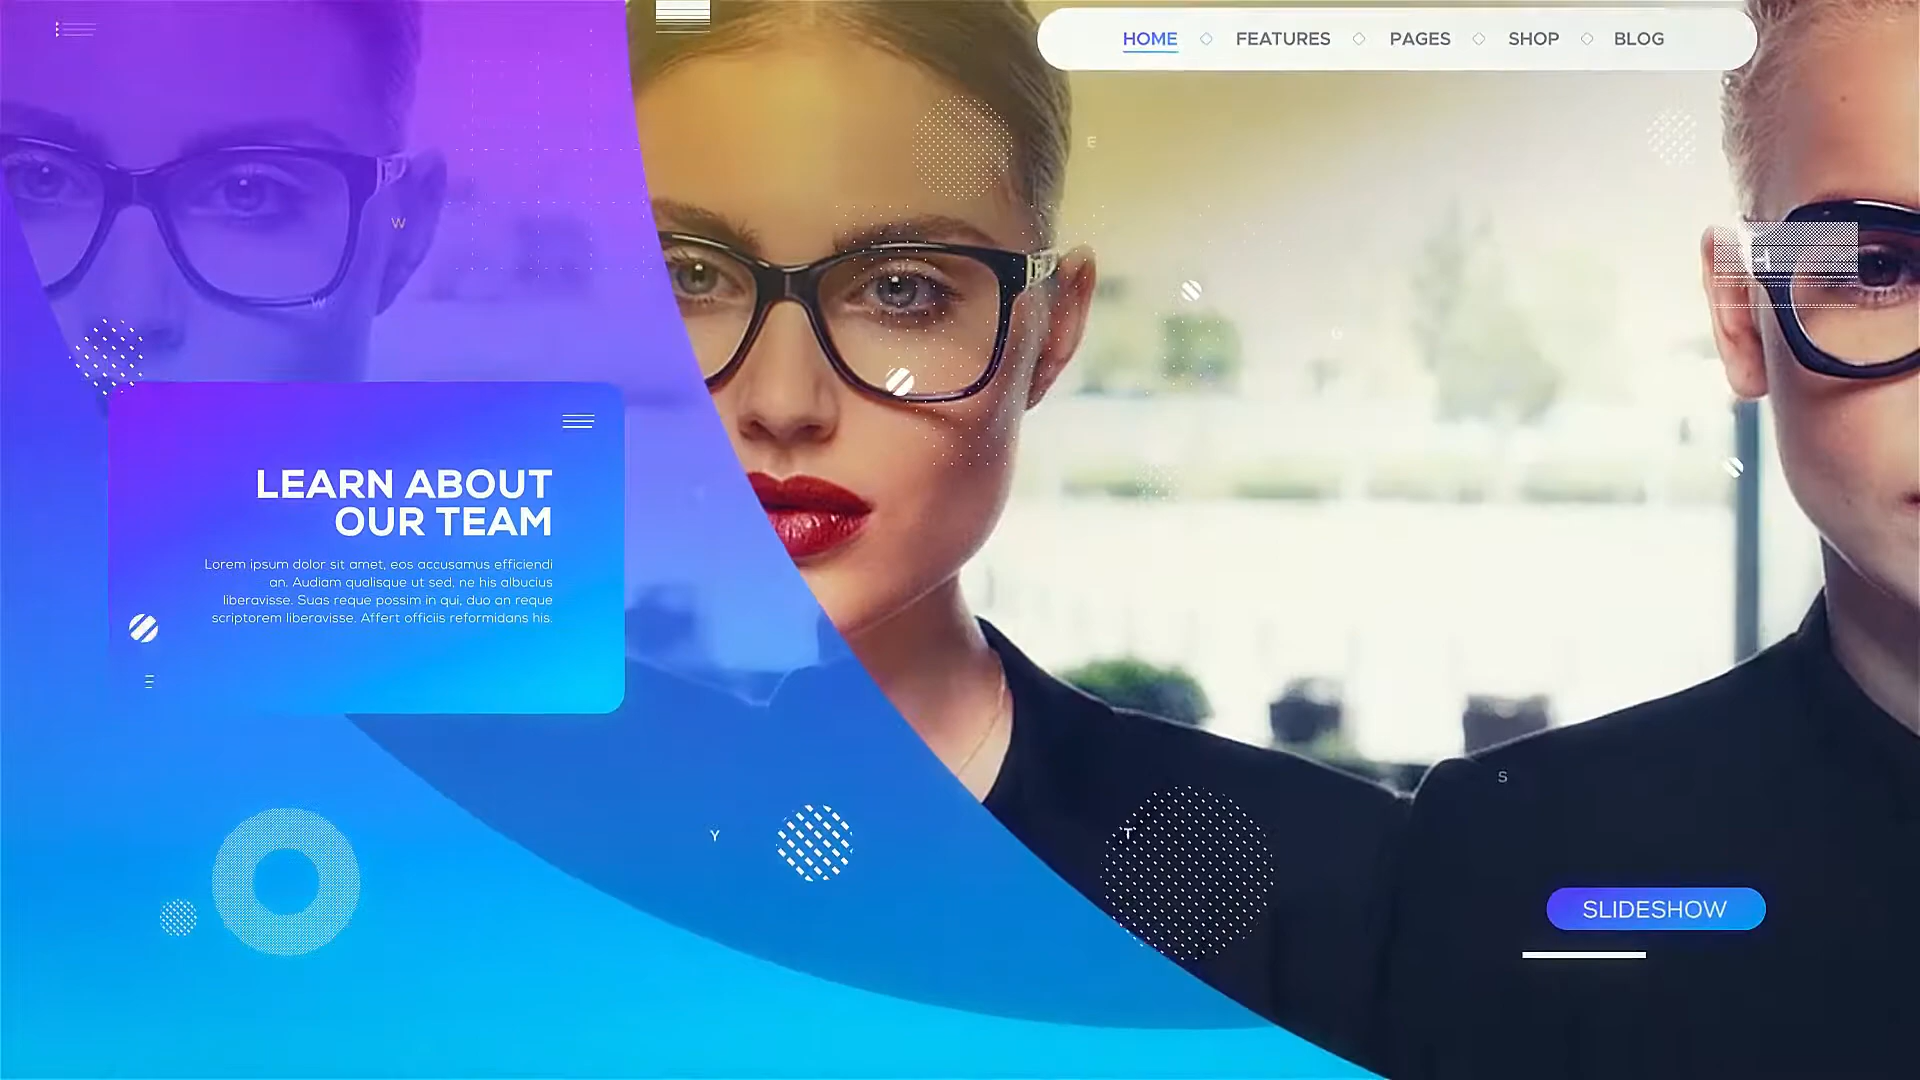 HOME FEATURES PAGES SHOP BLOG
E
W
W
G
LEARN ABOUT
OUR TEAM
Lorem ipsum dolor sit amet, eos accusamus efficiendi
an. Audiam qualisque ut sed, ne his albucius
liberavisse. Suas reque possim in qui, duo an reque
scriptorem liberavisse. Affert officiis reformidans his.
S
Y
T
SLIDESHOW